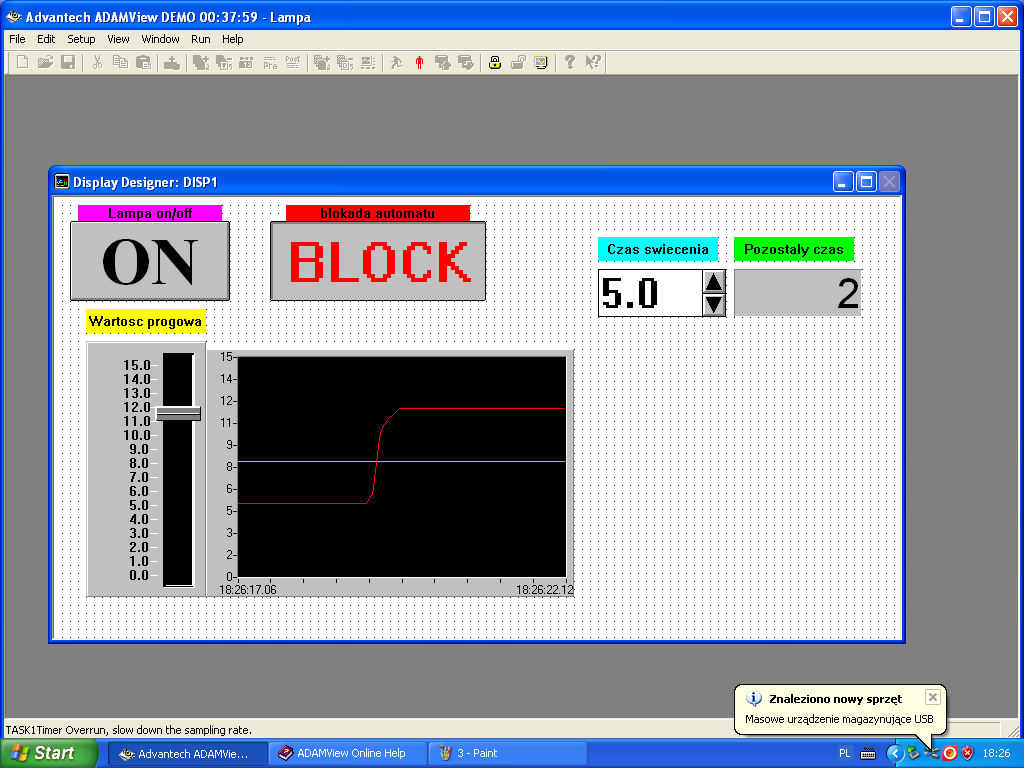 Advantech ADAMView DEMO 00:37:59 - Lampa
File Edit Setup View Window Run Help
Pro Post
Display Designer: DISP1
Lampa on/off
blokada automatu
ON
BLOCK
Czas swiecenia
Pozostaly czas
5.0
2
Wartosc progowa
15.0
14.0
13.0
12.0
11.0
10.0
9.0
8.0
7.0
6.0
5.0
4.0
3.0
2.0
1.0
0.0
15
14
12
11
9
8
6
5
3
2
0
18:26:17.06
18:26:22.12
Znaleziono nowy sprzęt
Masowe urządzenie magazynujące USB
TASK1Timer Overrun, slow down the sampling rate.
Start
Advantech ADAMVie...
ADAMView Online Help
3 - Paint
PL
18:26